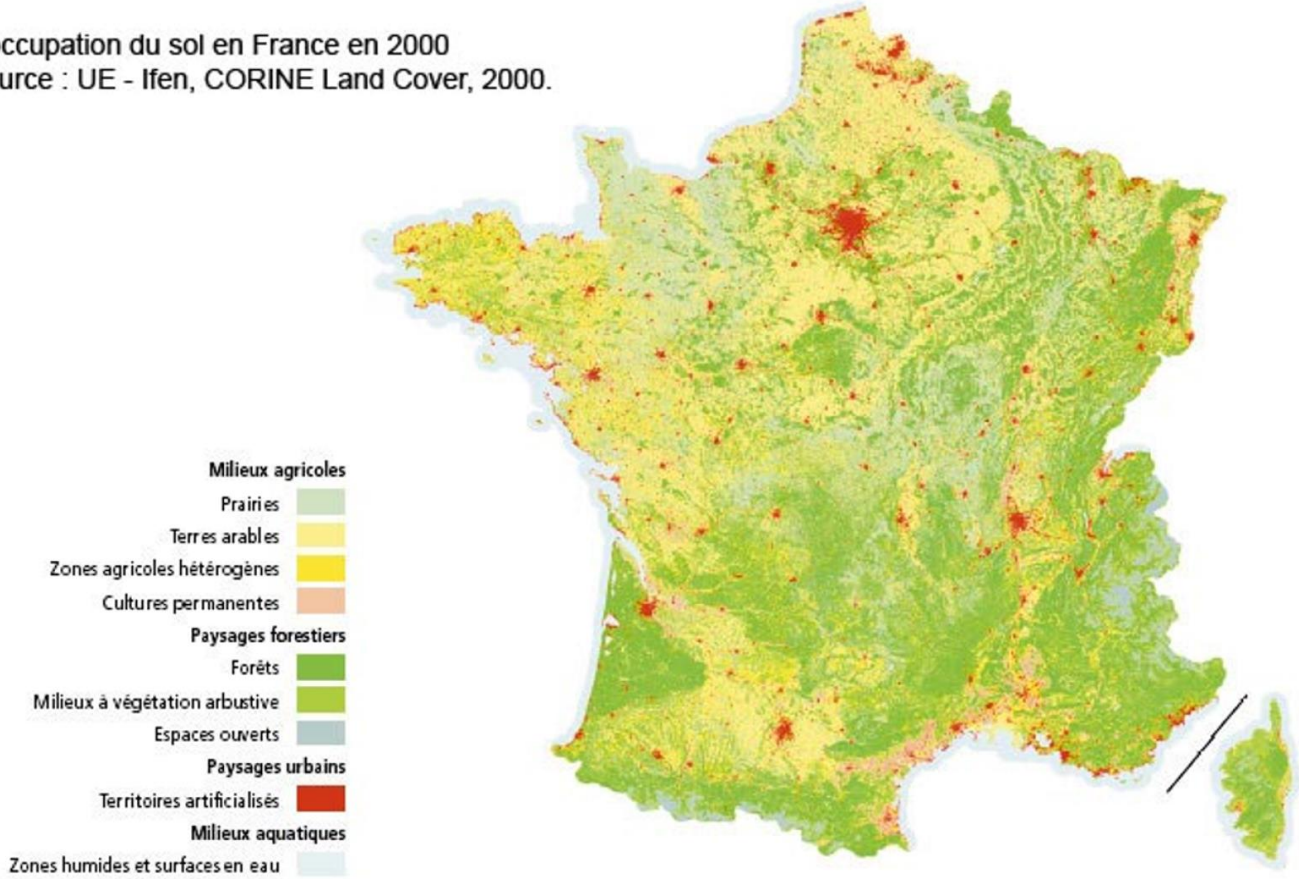 occupation du sol en France en 2000
urce : UE - Ifen, CORINE Land Cover, 2000.
Milieux agricoles
Prairies
Terres arables
Zones agricoles hétérogènes
Cultures permanentes
Paysages forestiers
Forêts
Milieux à végétation arbustive
Espaces ouverts
Paysages urbains
Territoires artificialisés
Milieux aquatiques
Zones humides et surfaces en eau